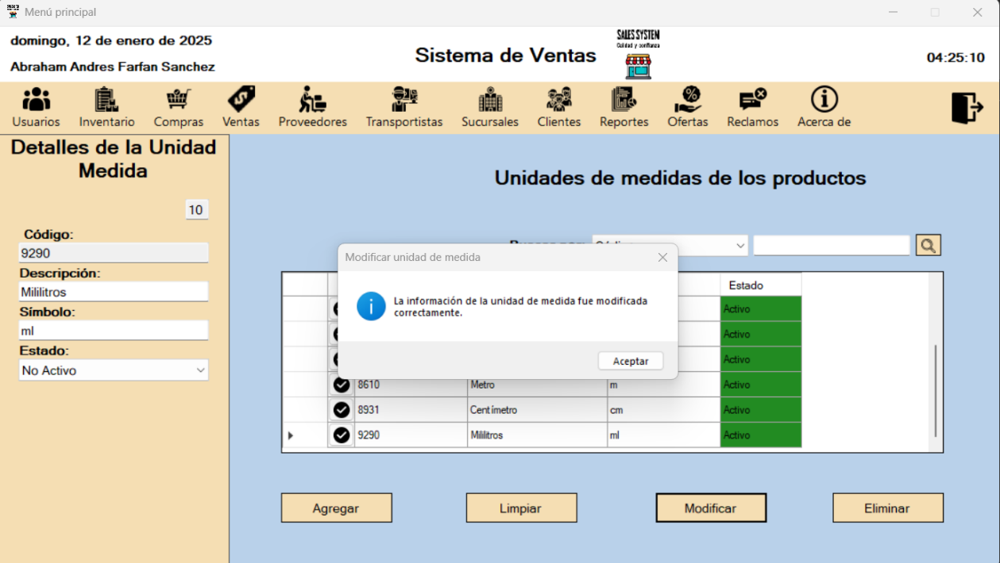 Menú principal
domingo, 12 de enero de 2025
Abraham Andres Farfan Sanchez
Sistema de Ventas
SALES SYSTEM
Calidad y confianza
04:25:10
Usuarios Inventario Compras Ventas Proveedores Transportistas Sucursales Clientes Reportes Ofertas Reclamos Acerca de
Detalles de la Unidad
Medida
10
Código:
9290
Descripción:
Mililitros
Símbolo:
ml
Estado:
No Activo
Unidades de medidas de los productos
Modificar unidad de medida
La información de la unidad de medida fue modificada
correctamente.
Aceptar
Estado
Activo
Activo
Activo
8610 Metro m Activo
8931 Centímetro cm Activo
9290 Mililitros ml Activo
Agregar Limpiar Modificar Eliminar